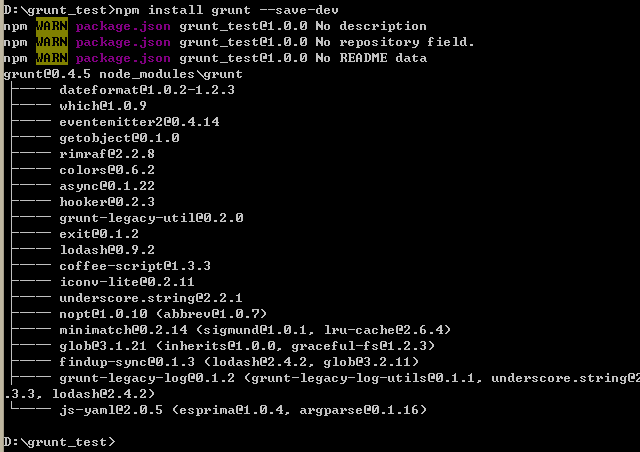 D:\grunt_test>npm install grunt --save-dev
npm WARN package.json grunt_test@1.0.0 No description
npm WARN package.json grunt_test@1.0.0 No repository field.
npm WARN package.json grunt_test@1.0.0 No README data
grunt@0.4.5 node_modules\grunt
├── dateformat@1.0.2-1.2.3
├── which@1.0.9
├── eventemitter2@0.4.14
├── getobject@0.1.0
├── rimraf@2.2.8
├── colors@0.6.2
├── async@0.1.22
├── hooker@0.2.3
├── grunt-legacy-util@0.2.0
├── exit@0.1.2
├── lodash@0.9.2
├── coffee-script@1.3.3
├── iconv-lite@0.2.11
├── underscore.string@2.2.1
├── nopt@1.0.10 (abbrev@1.0.7)
├── minimatch@0.2.14 (sigmund@1.0.1, lru-cache@2.6.4)
├── glob@3.1.21 (inherits@1.0.0, graceful-fs@1.2.3)
├── findup-sync@0.1.3 (lodash@2.4.2, glob@3.2.11)
├── grunt-legacy-log@0.1.2 (grunt-legacy-log-utils@0.1.1, underscore.string@2
.3.3, lodash@2.4.2)
└── js-yaml@2.0.5 (esprima@1.0.4, argparse@0.1.16)
D:\grunt_test>